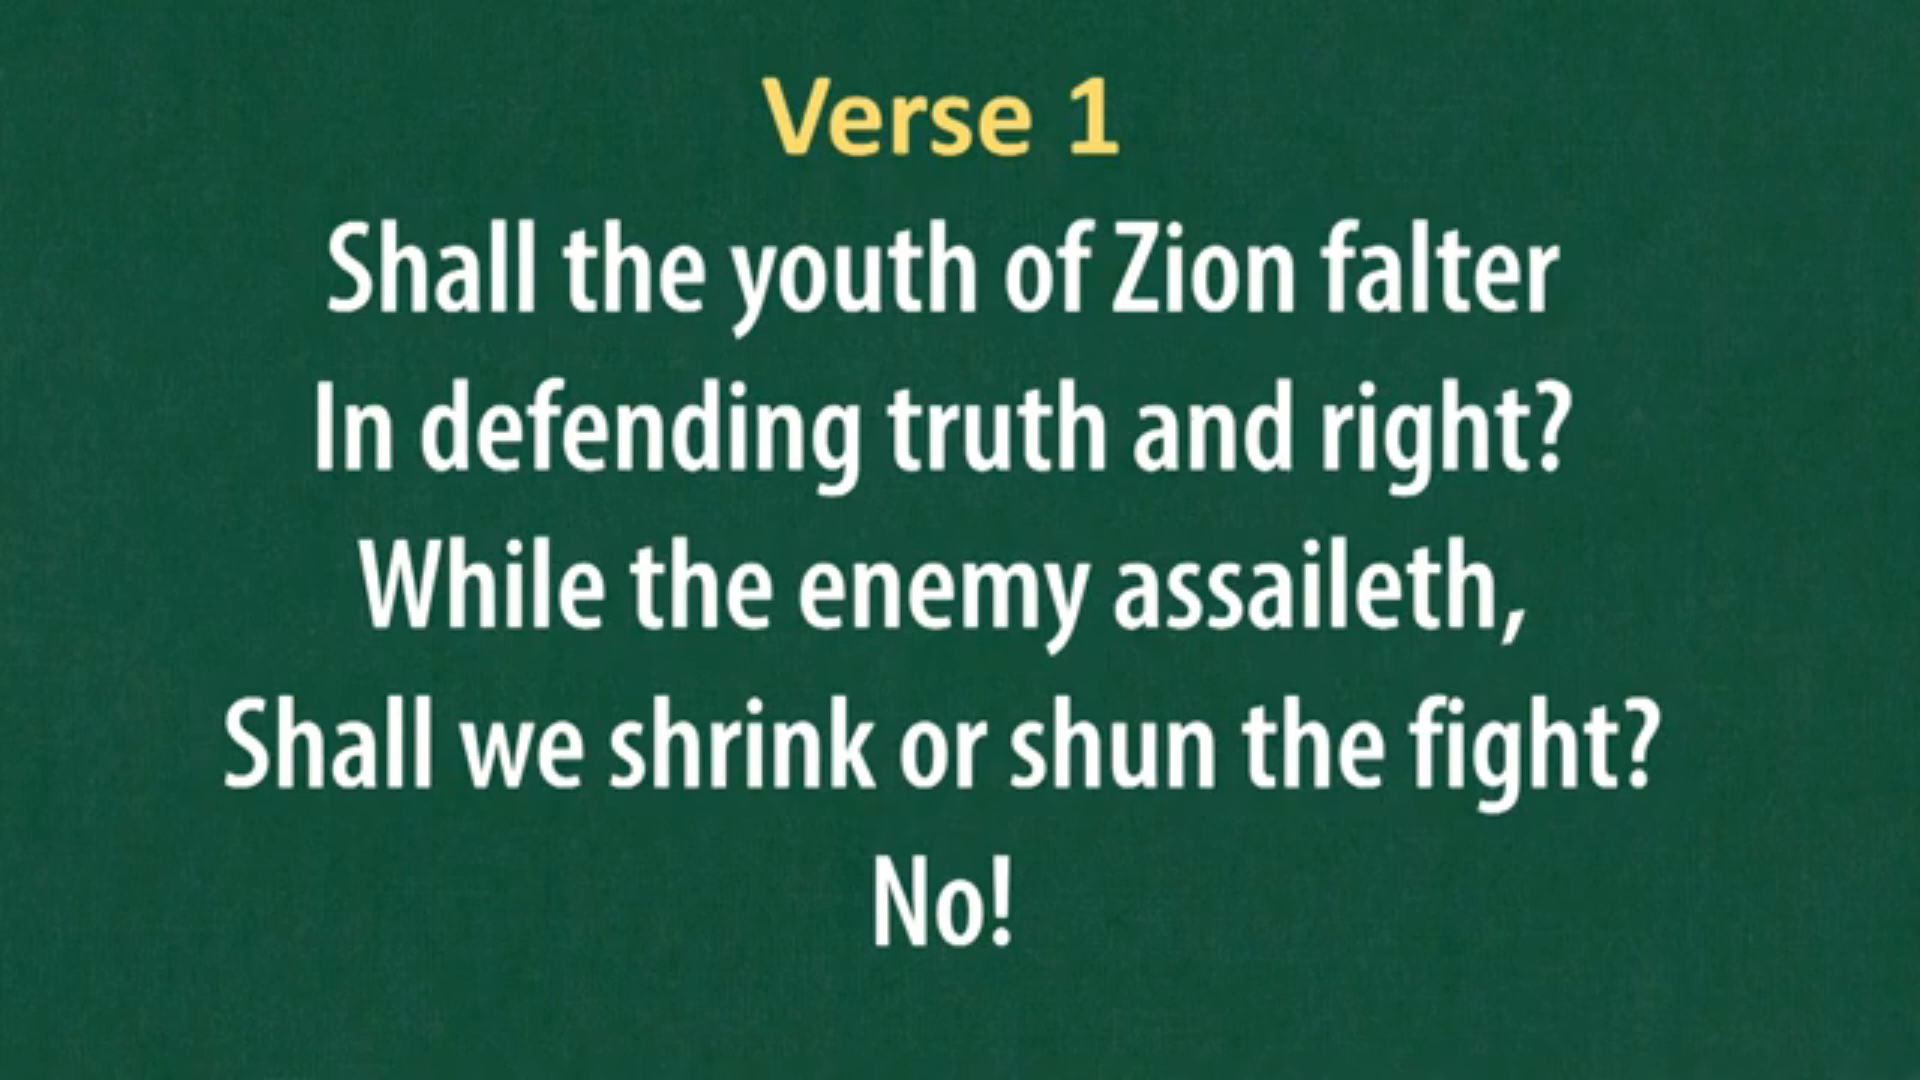 Verse 1
Shall the youth of Zion falter
In defending truth and right?
While the enemy assaileth,
Shall we shrink or shun the fight?
No!